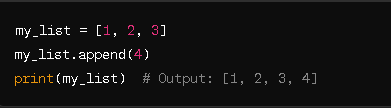 my_list = [1, 2, 3]
my_list.append(4)
print(my_list)  # Output: [1, 2, 3, 4]